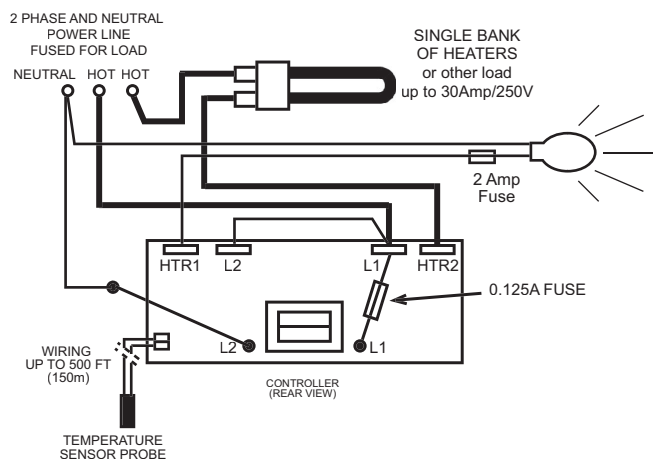 2 PHASE AND NEUTRAL
POWER LINE
FUSED FOR LOAD
NEUTRAL HOT HOT
SINGLE BANK
OF HEATERS
or other load
up to 30Amp/250V
2 Amp
Fuse
HTR1 L2 L1 HTR2
0.125A FUSE
L2 L1
WIRING
UP TO 500 FT
(150m)
CONTROLLER
(REAR VIEW)
TEMPERATURE
SENSOR PROBE